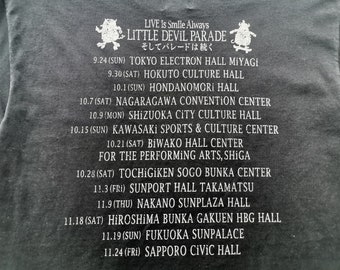 LiVE is Smile Always
LiTTLE DEViL PARADE
そしてパレードは続く
9.24 (SUN) TOKYO ELECTRON HALL MiYAGi
9.30 (SAT) HOKUTO CULTURE HALL
10.1 (SUN) HONDANOMORi HALL
10.7 (SAT) NAGARAGAWA CONVENTiON CENTER
10.9 (MON) SHiZUOKA CiTY CULTURE HALL
10.15 (SUN) KAWASAKi SPORTS & CULTURE CENTER
10.21 (SAT) BiWAKO HALL CENTER
FOR THE PERFORMiNG ARTS, SHiGA
10.28 (SAT) TOCHiGiKEN SOGO BUNKA CENTER
11.3 (FRi) SUNPORT HALL TAKAMATSU
11.9 (THU) NAKANO SUNPLAZA HALL
11.18 (SAT) HiROSHiMA BUNKA GAKUEN HBG HALL
11.19 (SUN) FUKUOKA SUNPALACE
11.24 (FRi) SAPPORO CiViC HALL